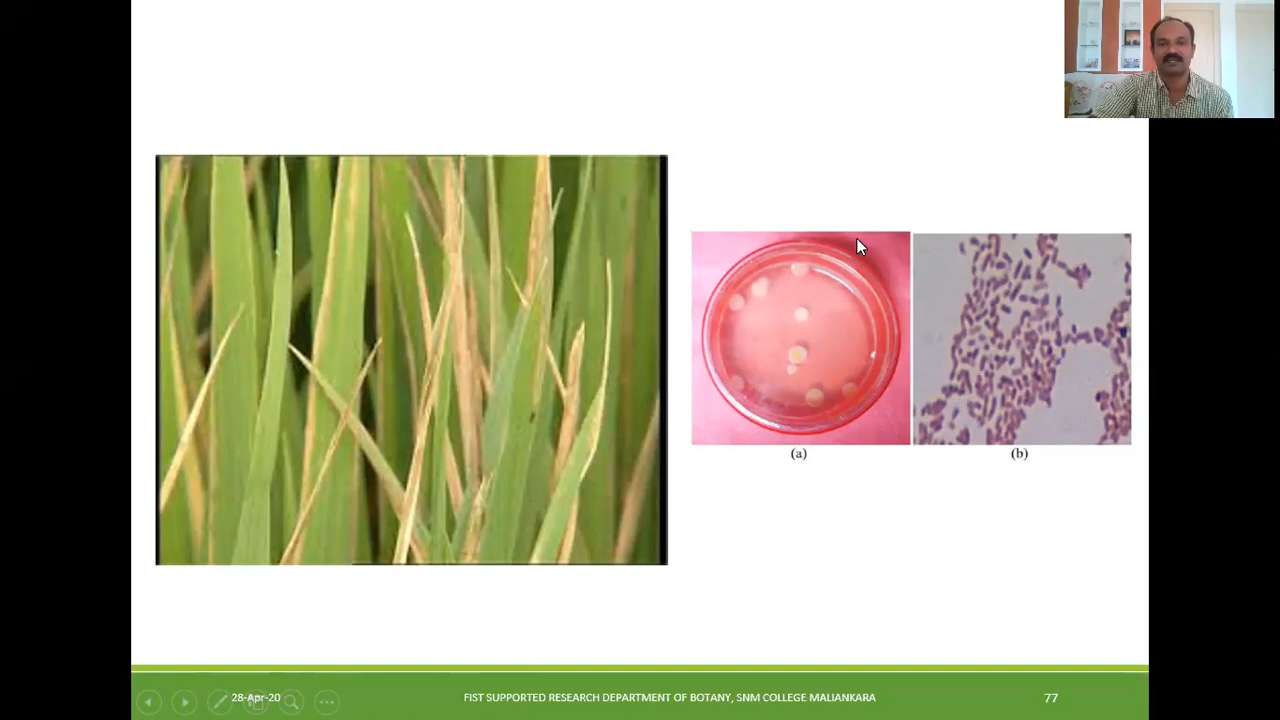 (a)
(b)
28-Apr-20
FIST SUPPORTED RESEARCH DEPARTMENT OF BOTANY, SNM COLLEGE MALIANKARA
77